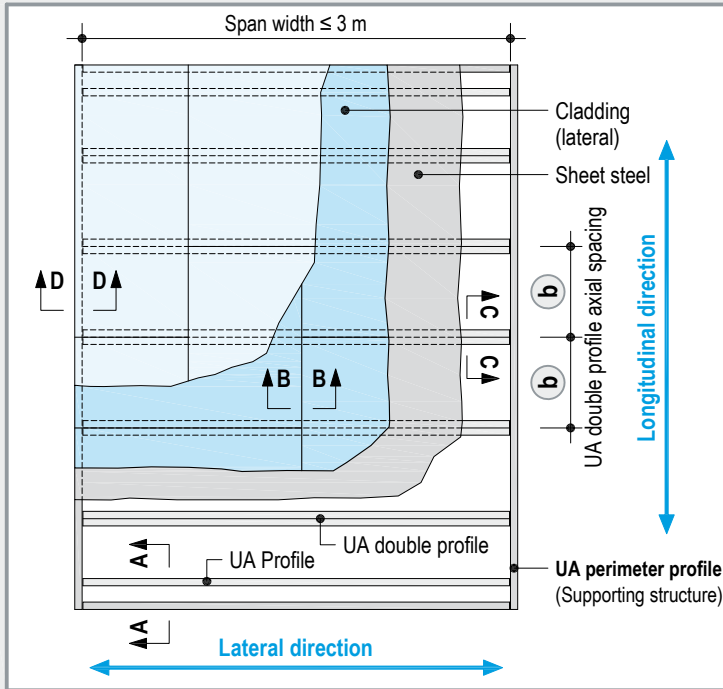 Span width ≤ 3 m
Cladding
(lateral)
Sheet steel
D D
C
C
b
b
UA double profile axial spacing
Longitudinal direction
B B
UA double profile
A
UA Profile
UA perimeter profile
(Supporting structure)
A
Lateral direction